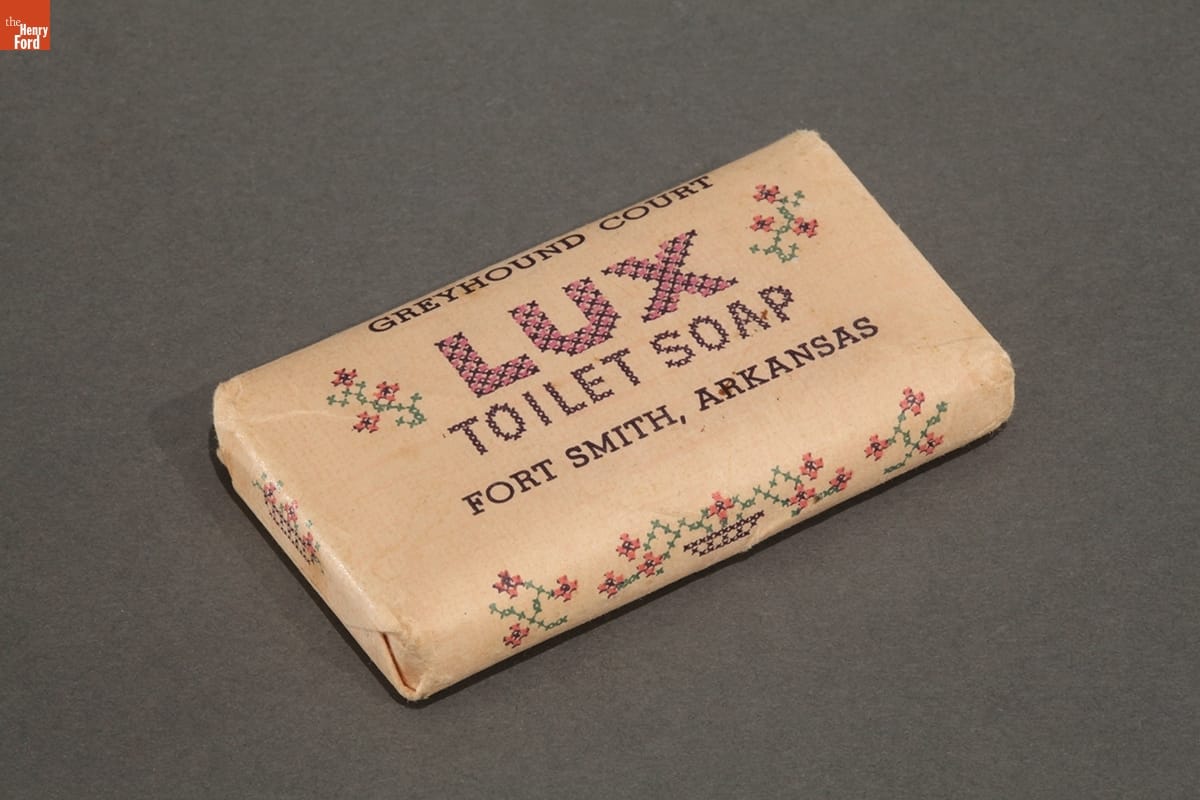 the
Henry
Ford
GREYHOUND COURT
LUX
TOILET SOAP
FORT SMITH, ARKANSAS